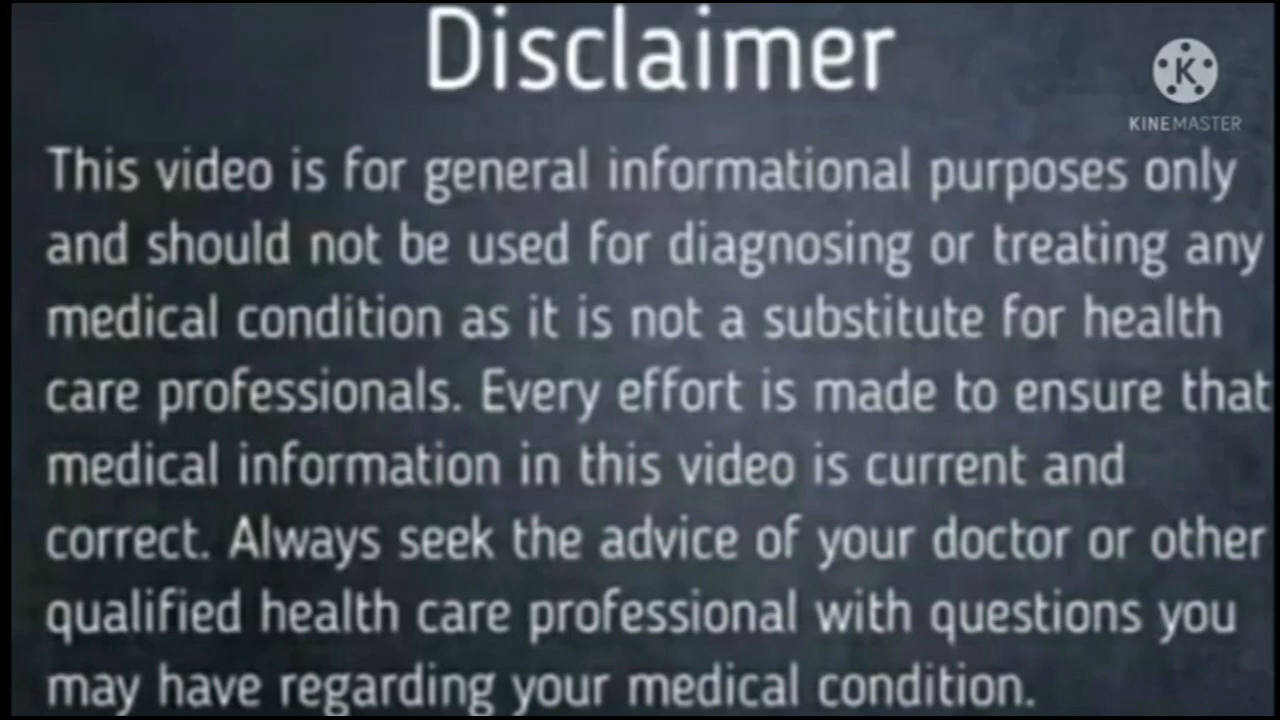 Disclaimer
K
KINEMASTER
This video is for general informational purposes only
and should not be used for diagnosing or treating any
medical condition as it is not a substitute for health
care professionals. Every effort is made to ensure that
medical information in this video is current and
correct. Always seek the advice of your doctor or other
qualified health care professional with questions you
may have regarding your medical condition.